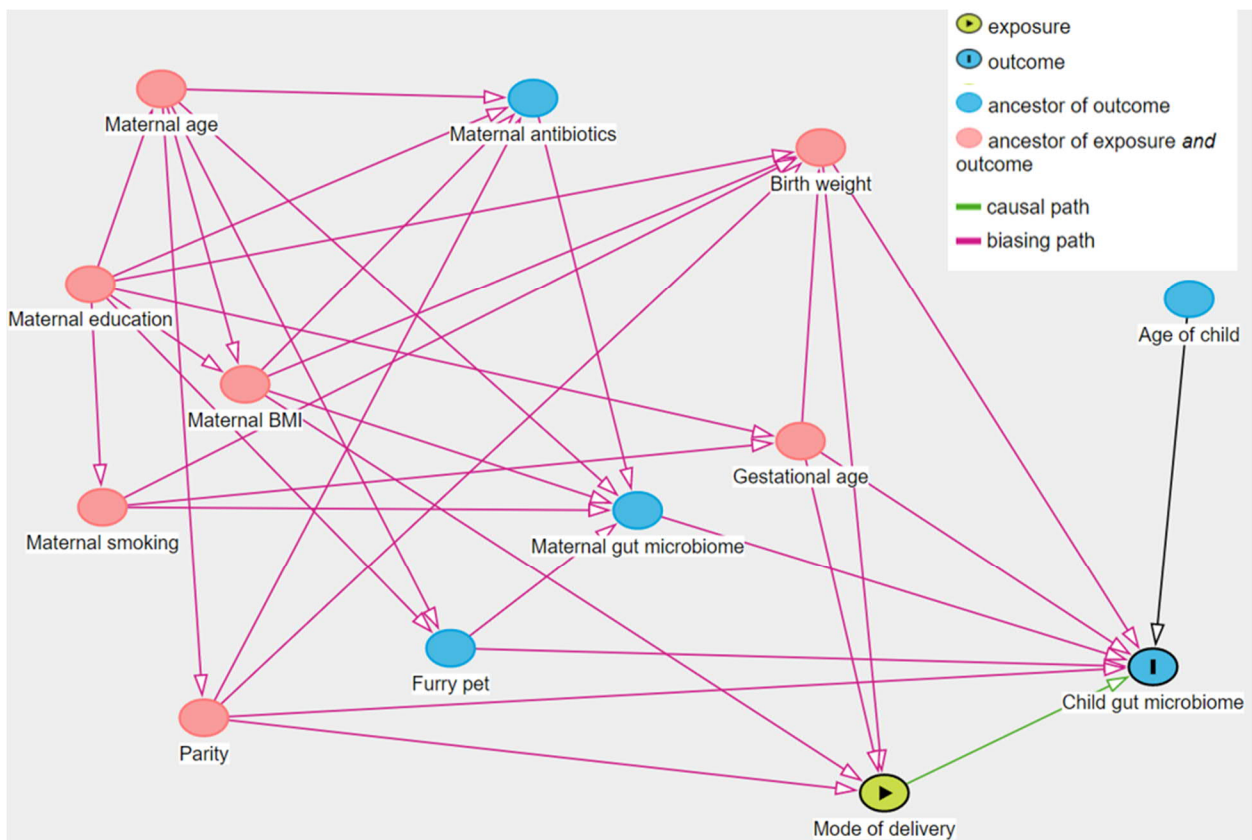 exposure
outcome
ancestor of outcome
ancestor of exposure and
outcome
causal path
biasing path
Maternal age
Maternal antibiotics
Birth weight
Maternal education
Age of child
Maternal BMI
Gestational age
Maternal smoking
Maternal gut microbiome
Furry pet
Child gut microbiome
Parity
Mode of delivery